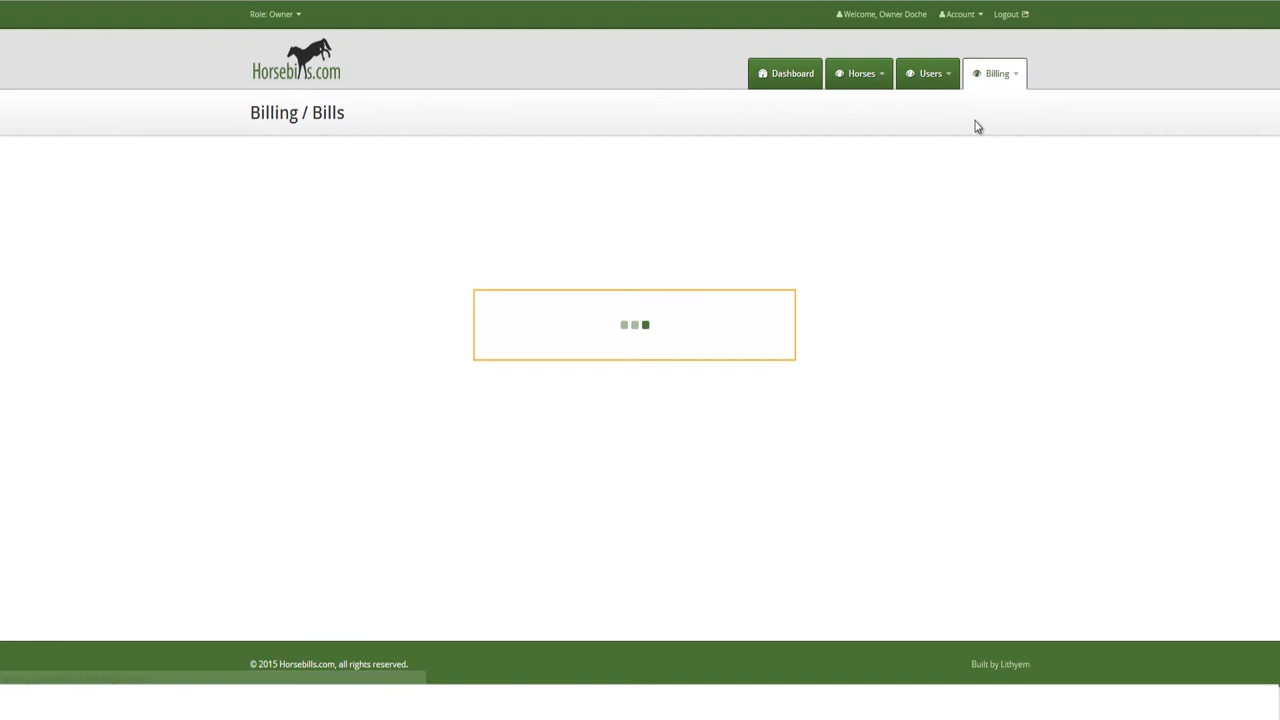 Role: Owner
Welcome, Owner Doche
Account
Logout
Horsebills.com
Dashboard
Horses
Users
Billing
Billing / Bills
© 2015 Horsebills.com, all rights reserved.
Built by Lithyem